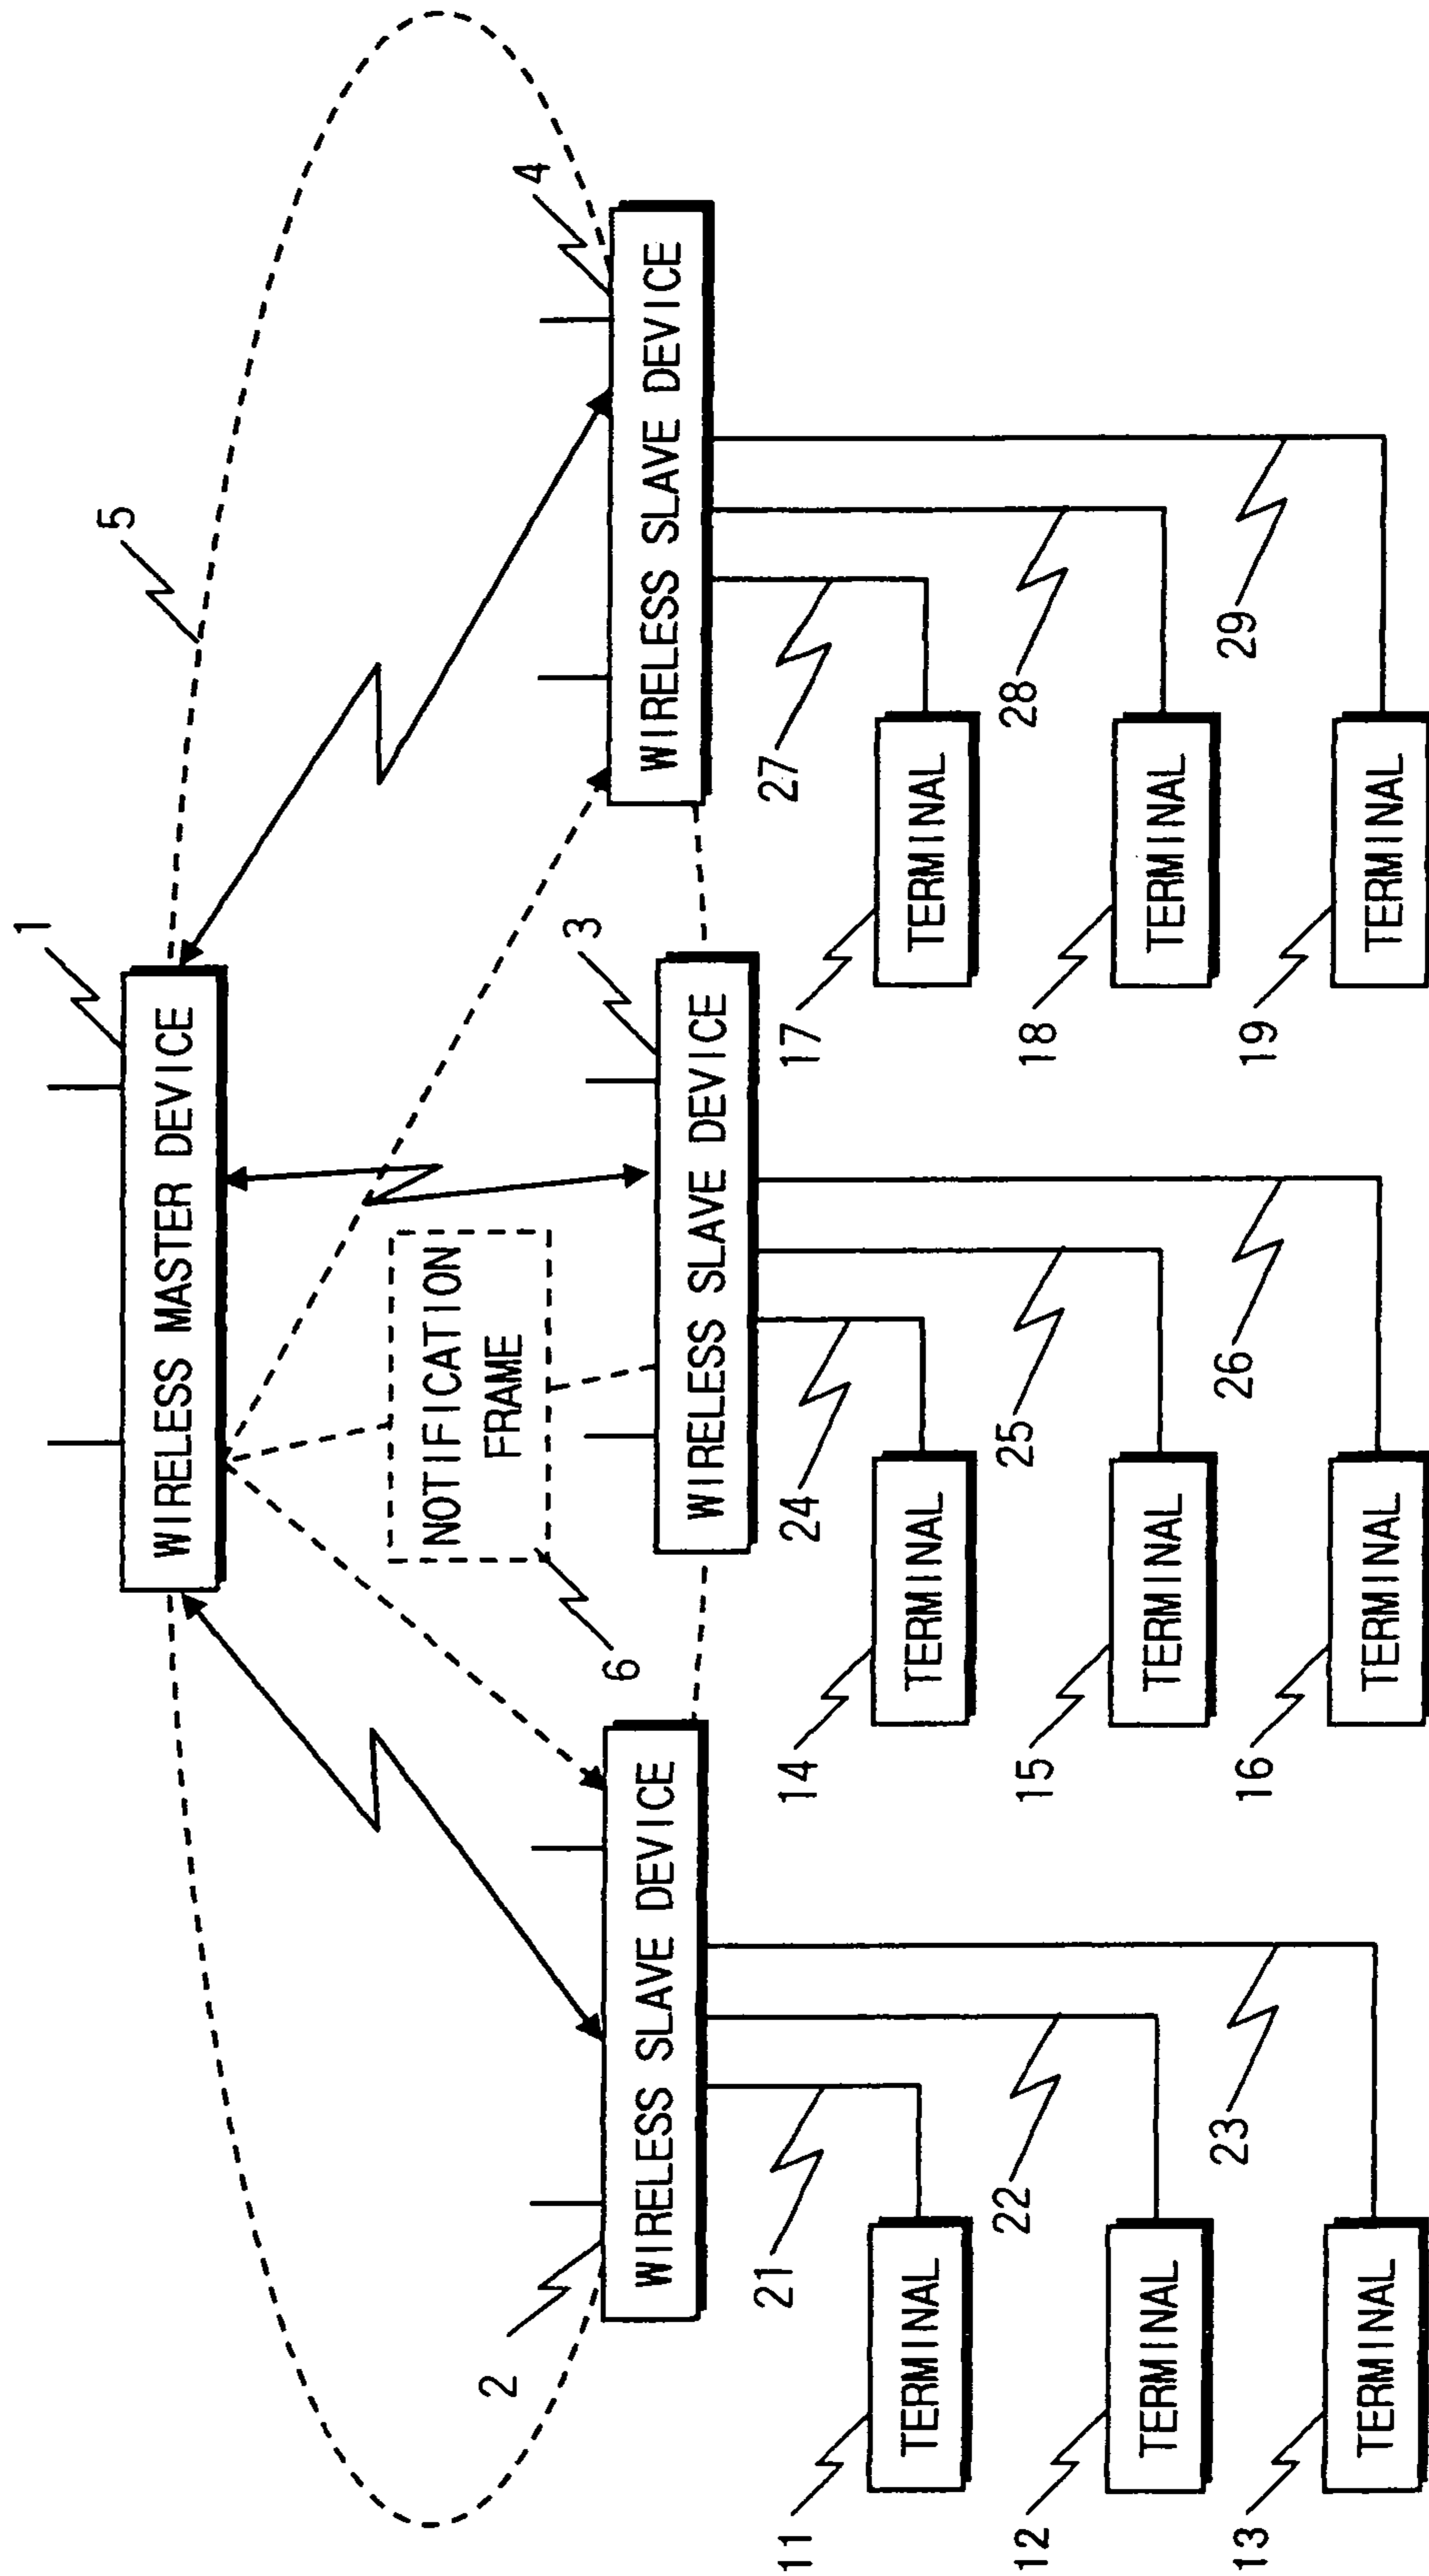 1
WIRELESS MASTER DEVICE
5
NOTIFICATION
FRAME
6
2
WIRELESS SLAVE DEVICE
3
WIRELESS SLAVE DEVICE
4
WIRELESS SLAVE DEVICE
21
11
TERMINAL
22
12
TERMINAL
23
13
TERMINAL
24
14
TERMINAL
25
15
TERMINAL
26
16
TERMINAL
27
17
TERMINAL
28
18
TERMINAL
29
19
TERMINAL